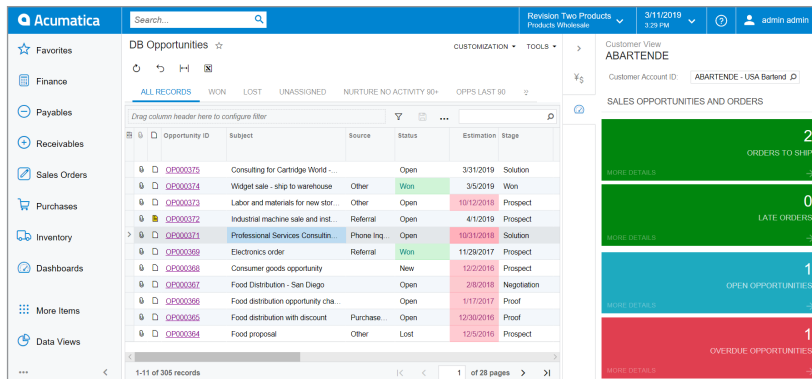 Acumatica
Search...
Revision Two Products
Products Wholesale
3/11/2019
3:29 PM
admin admin
Favorites
Finance
Payables
Receivables
Sales Orders
Purchases
Inventory
Dashboards
More Items
Data Views
DB Opportunities
CUSTOMIZATION TOOLS
ALL RECORDS WON LOST UNASSIGNED NURTURE NO ACTIVITY 90+ OPPS LAST 90
Drag column header here to configure filter
Opportunity ID Subject Source Status Estimation Stage
OP000375 Consulting for Cartridge World -... Open 3/31/2019 Solution
OP000374 Widget sale - ship to warehouse Other Won 3/5/2019 Won
OP000373 Labor and materials for new stor... Other Open 10/12/2018 Prospect
OP000372 Industrial machine sale and inst... Referral Open 4/1/2019 Prospect
OP000371 Professional Services Consultin... Phone Inq... Open 10/31/2018 Solution
OP000369 Electronics order Referral Won 11/29/2017 Prospect
OP000368 Consumer goods opportunity New 12/2/2016 Prospect
OP000367 Food Distribution - San Diego Open 2/8/2018 Negotiation
OP000366 Food distribution opportunity cha... Open 1/17/2017 Proof
OP000365 Food distribution with discount Purchase... Open 12/30/2016 Proof
OP000364 Food proposal Other Lost 12/5/2016 Prospect
1-11 of 305 records
1 of 28 pages
¥$
Customer View
ABARTENDE
Customer Account ID: ABARTENDE - USA Bartend
SALES OPPORTUNITIES AND ORDERS
2
ORDERS TO SHIP
MORE DETAILS
0
LATE ORDERS
MORE DETAILS
1
OPEN OPPORTUNITIES
MORE DETAILS
1
OVERDUE OPPORTUNITIES
MORE DETAILS